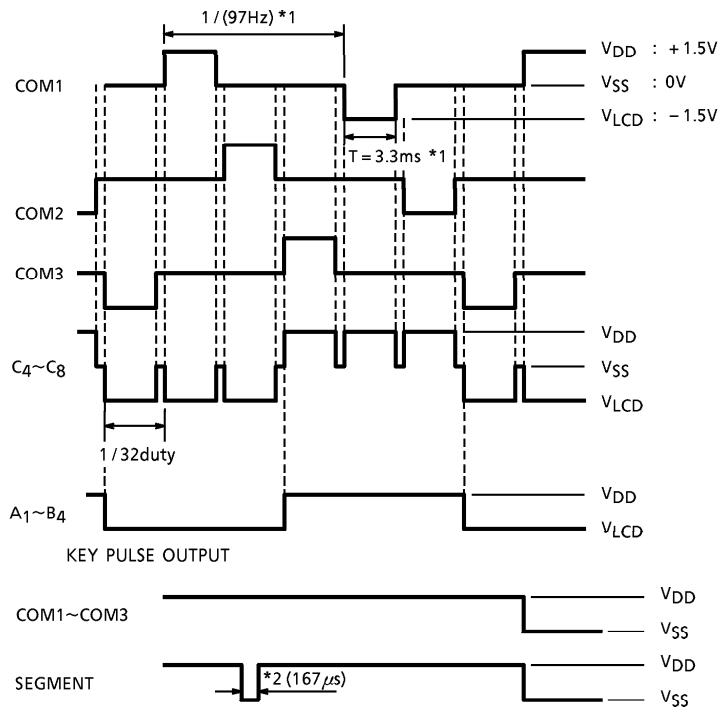 1/(97Hz) *1
VDD : +1.5V
COM1
VSS : 0V
VLCD : −1.5V
T=3.3ms *1
COM2
COM3
VDD
C4~C8
VSS
VLCD
1/32duty
A1~B4
VDD
VLCD
KEY PULSE OUTPUT
COM1~COM3
VDD
VSS
SEGMENT
*2 (167μs)
VDD
VSS